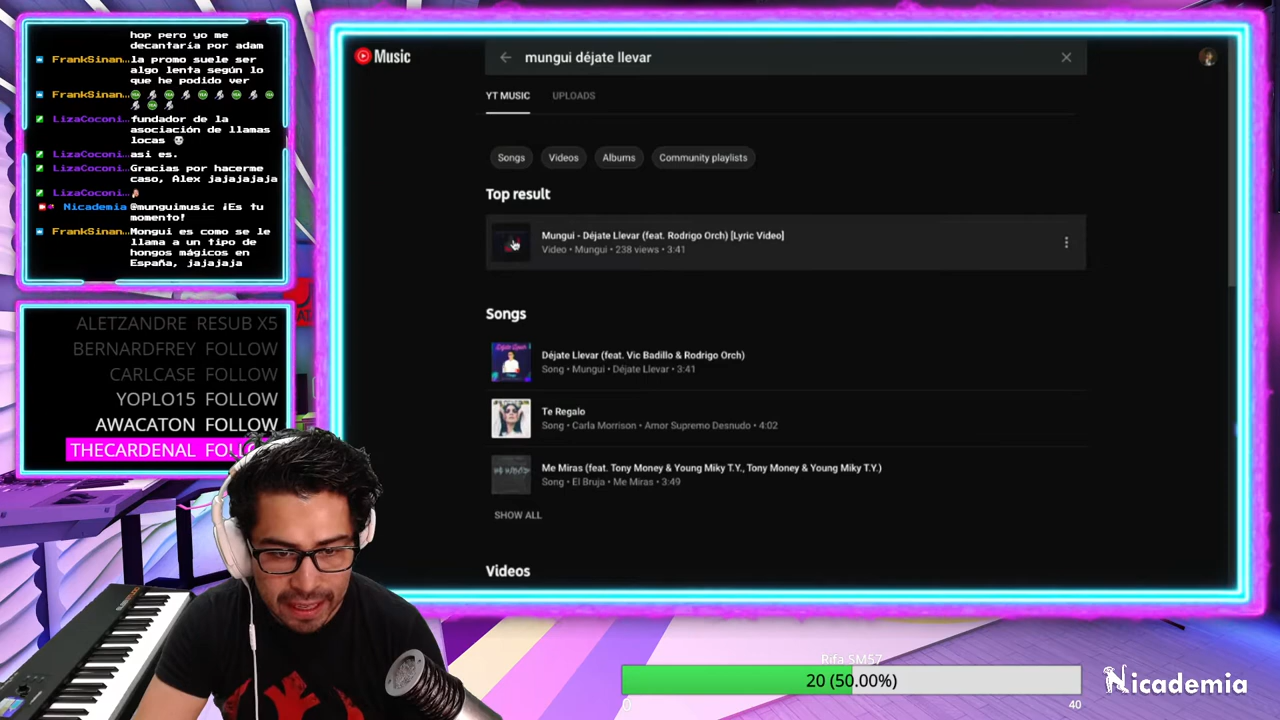 hop pero yo me
decantaría por adam
FrankSinan… la promo suele ser
algo lenta según lo
que he podido ver
FrankSinan…
LizaCoconi… fundador de la
asociación de llamas
locas
LizaCoconi… asi es.
LizaCoconi… Gracias por hacerme
caso, Alex jajajajaja
LizaCoconi…
Nicademia @munguimusic ¡Es tu
momento!
FrankSinan… Mongui es como se le
llama a un tipo de
hongos mágicos en
España, jajajaja
ALETZANDRE RESUB X5
BERNARDFREY FOLLOW
CARLCASE FOLLOW
YOPLO15 FOLLOW
AWACATON FOLLOW
THECARDENAL FOLL
Music
mungui déjate llevar
YT MUSIC UPLOADS
Songs Videos Albums Community playlists
Top result
Mungui - Déjate Llevar (feat. Rodrigo Orch) [Lyric Video]
Video • Mungui • 238 views • 3:41
Songs
Déjate Llevar (feat. Vic Badillo & Rodrigo Orch)
Song • Mungui • Déjate Llevar • 3:41
Te Regalo
Song • Carla Morrison • Amor Supremo Desnudo • 4:02
Me Miras (feat. Tony Money & Young Miky T.Y., Tony Money & Young Miky T.Y.)
Song • El Bruja • Me Miras • 3:49
SHOW ALL
Videos
Rifa SM57
20 (50.00%)
0 40
Nicademia